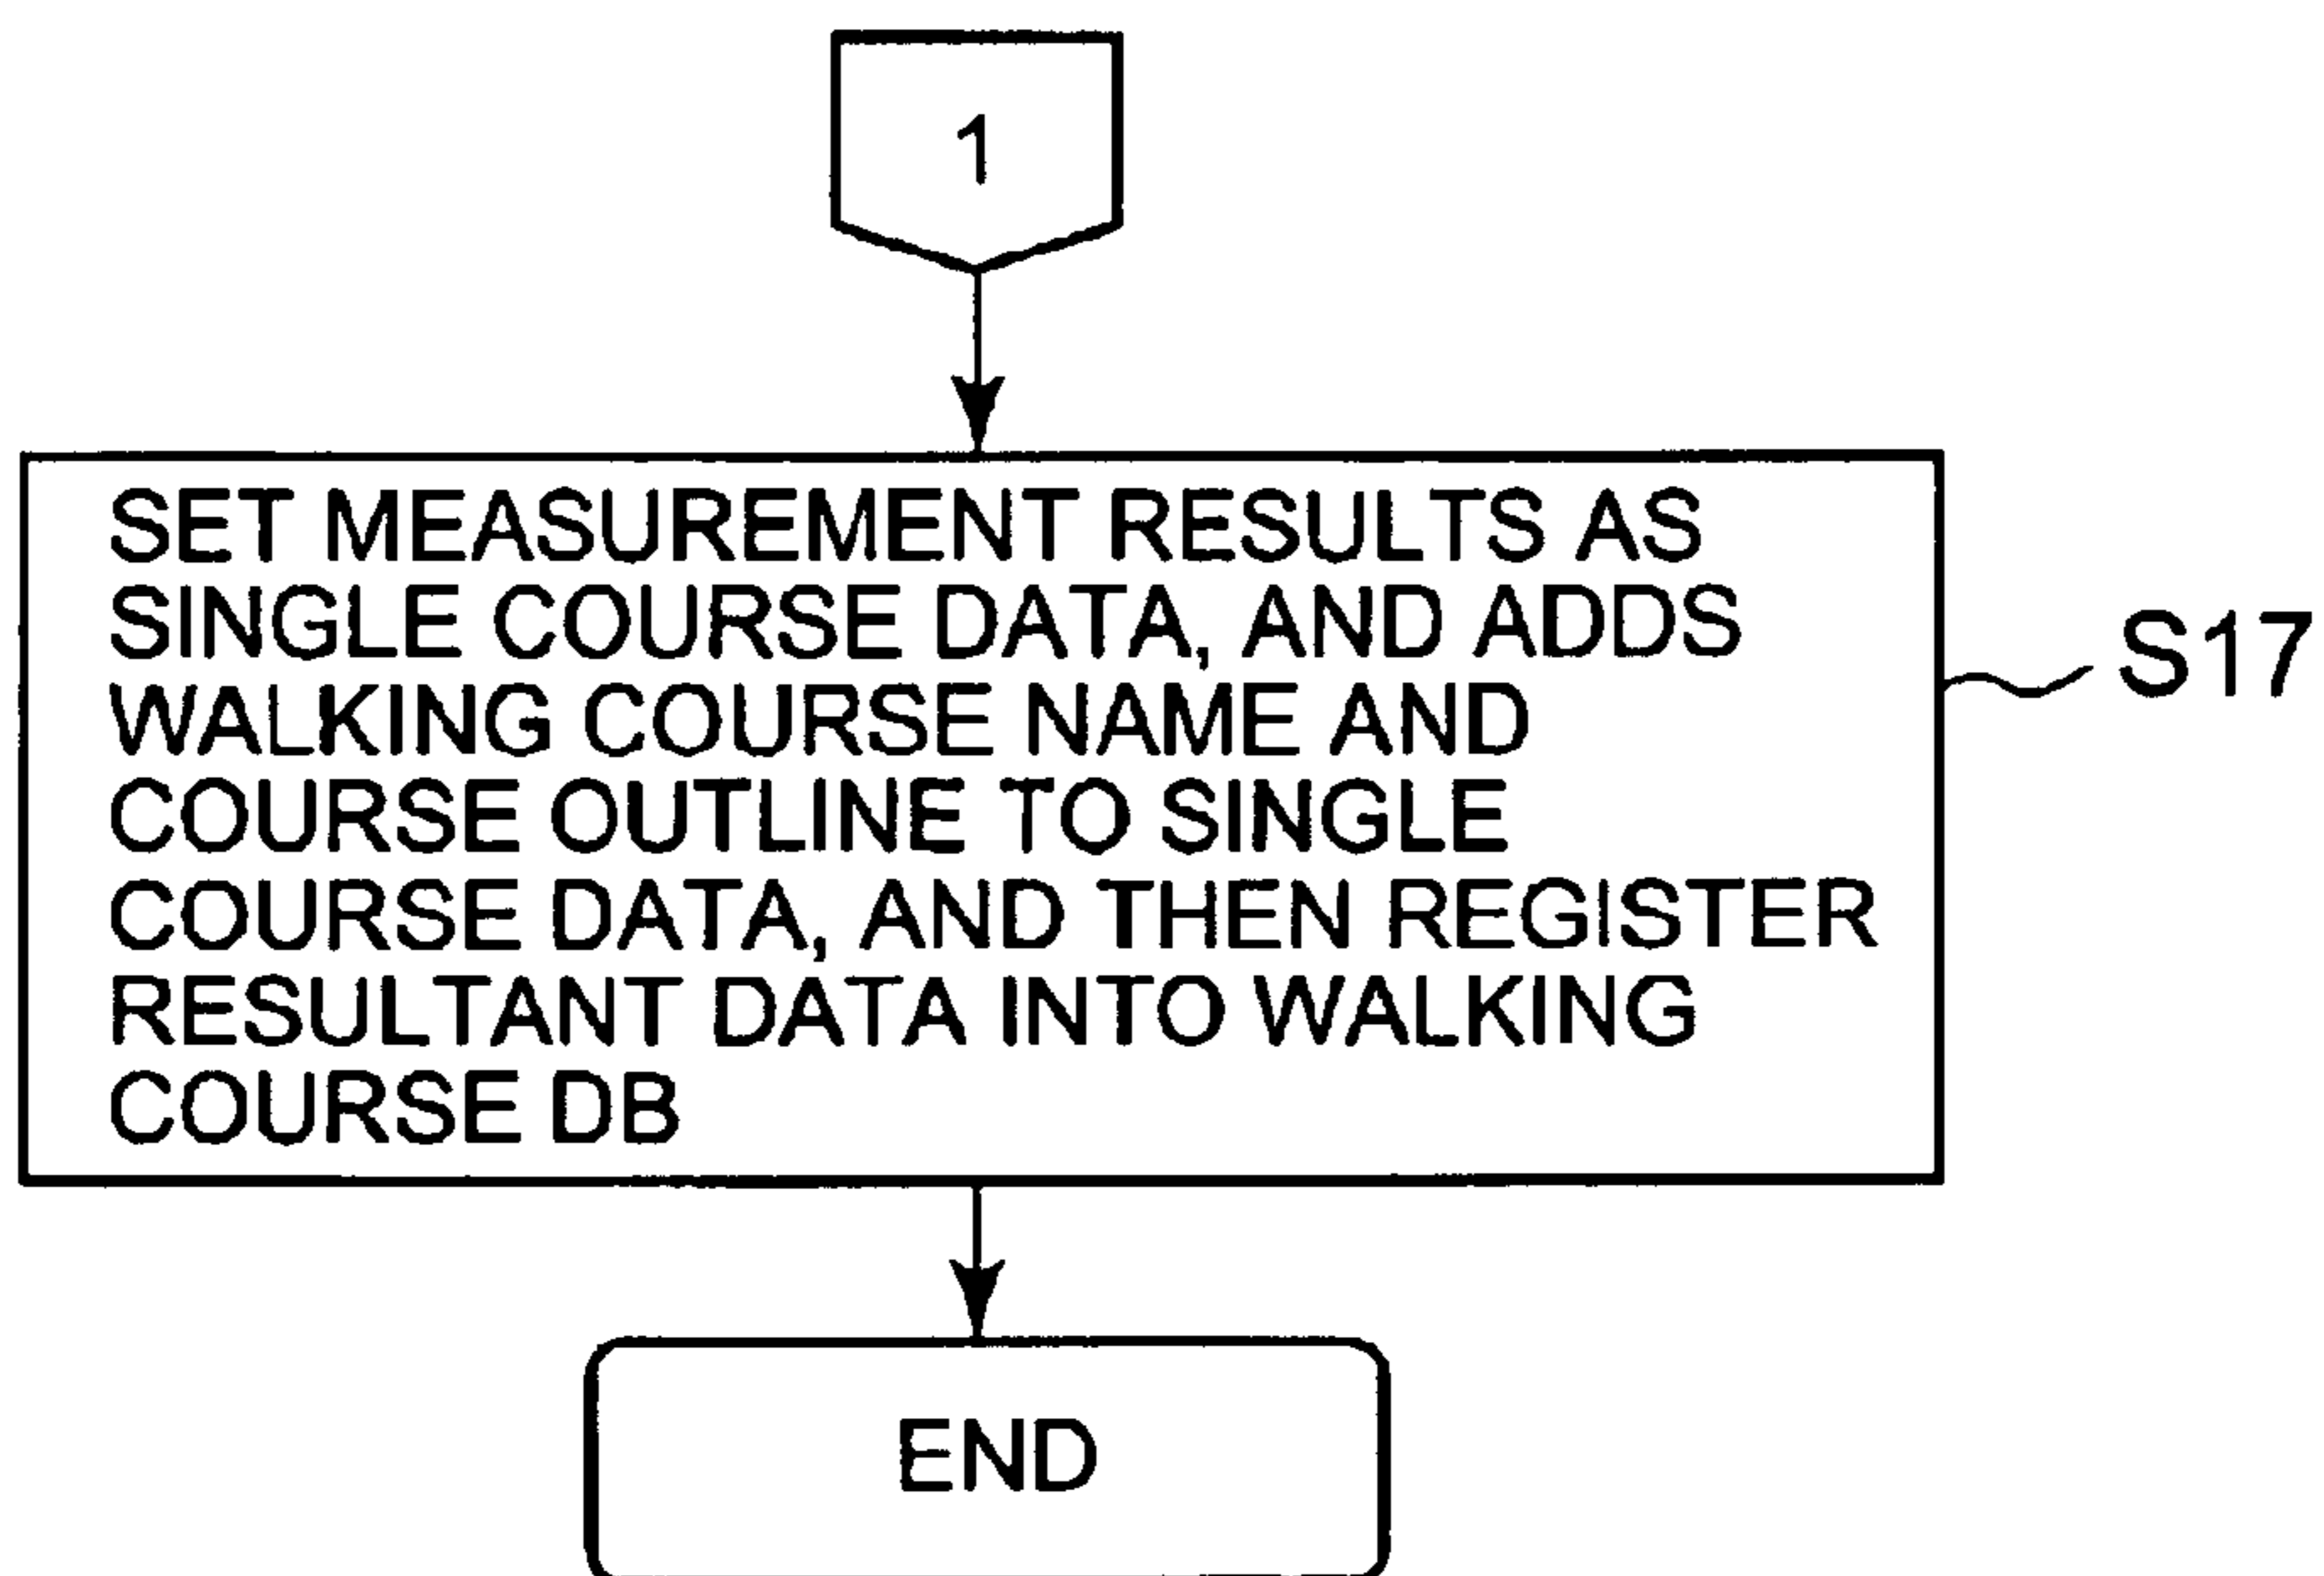 1
SET MEASUREMENT RESULTS AS
SINGLE COURSE DATA, AND ADDS
WALKING COURSE NAME AND
COURSE OUTLINE TO SINGLE
COURSE DATA, AND THEN REGISTER
RESULTANT DATA INTO WALKING
COURSE DB
S17
END